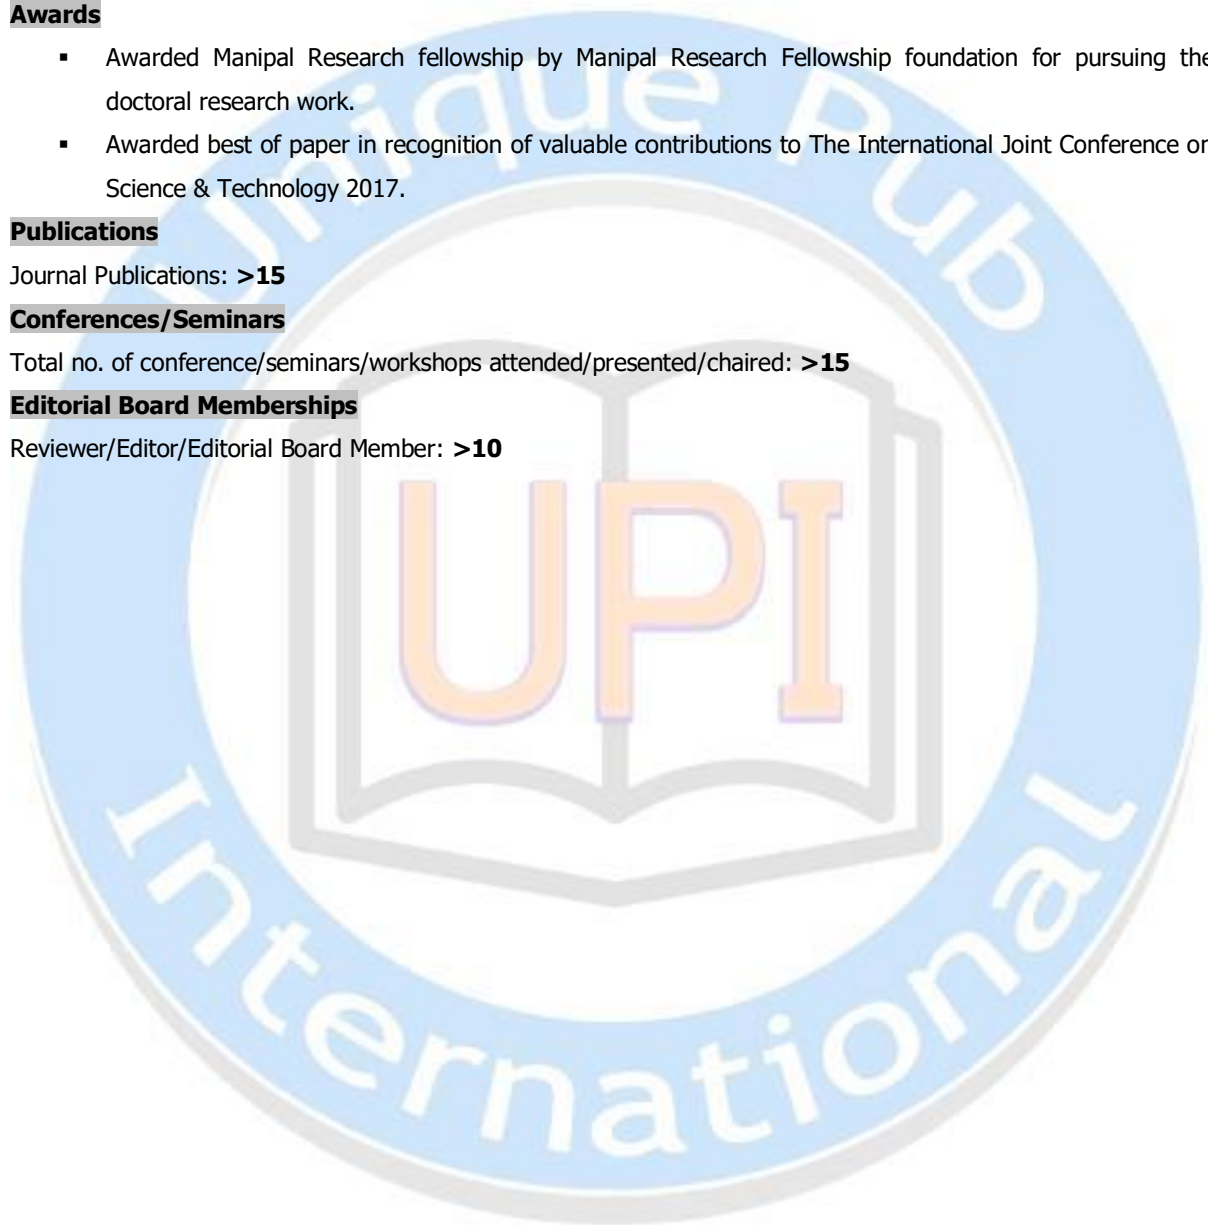 Awards
▪ Awarded Manipal Research fellowship by Manipal Research Fellowship foundation for pursuing the
doctoral research work.
▪ Awarded best of paper in recognition of valuable contributions to The International Joint Conference on
Science & Technology 2017.
Publications
Journal Publications: >15
Conferences/Seminars
Total no. of conference/seminars/workshops attended/presented/chaired: >15
Editorial Board Memberships
Reviewer/Editor/Editorial Board Member: >10
Unique Pub
UPI
International